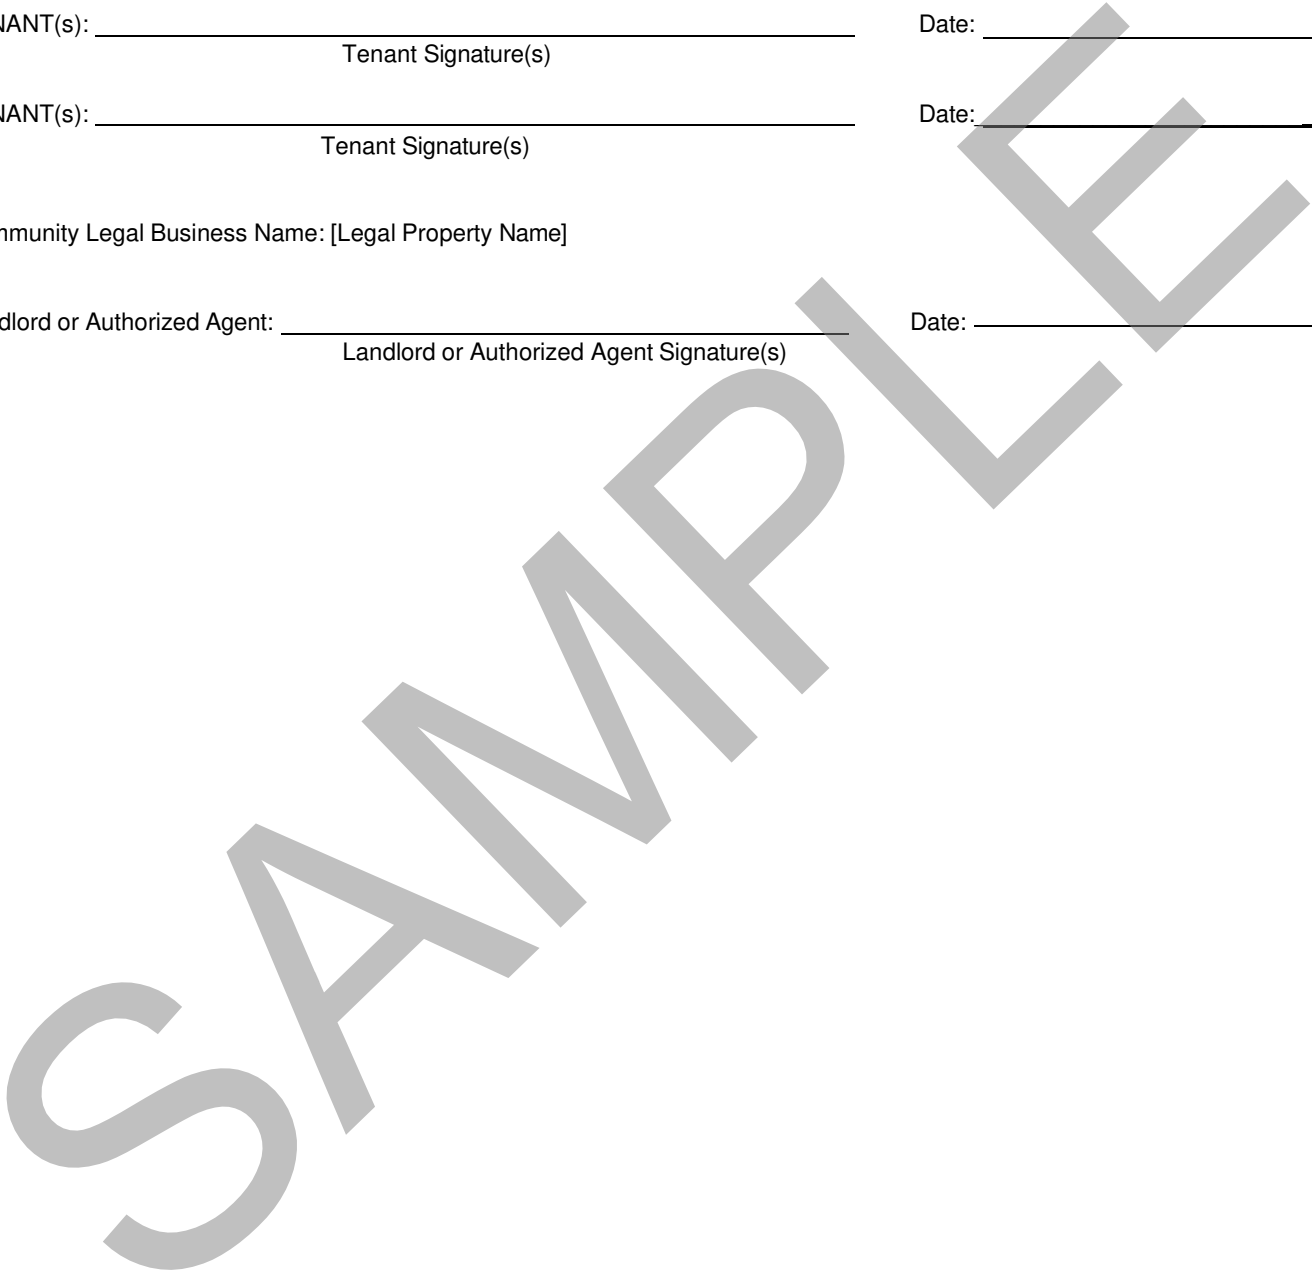 NANT(s): Date:
Tenant Signature(s)
NANT(s): Date:
Tenant Signature(s)
mmunity Legal Business Name: [Legal Property Name]
dlord or Authorized Agent: Date:
Landlord or Authorized Agent Signature(s)
SAMPLE